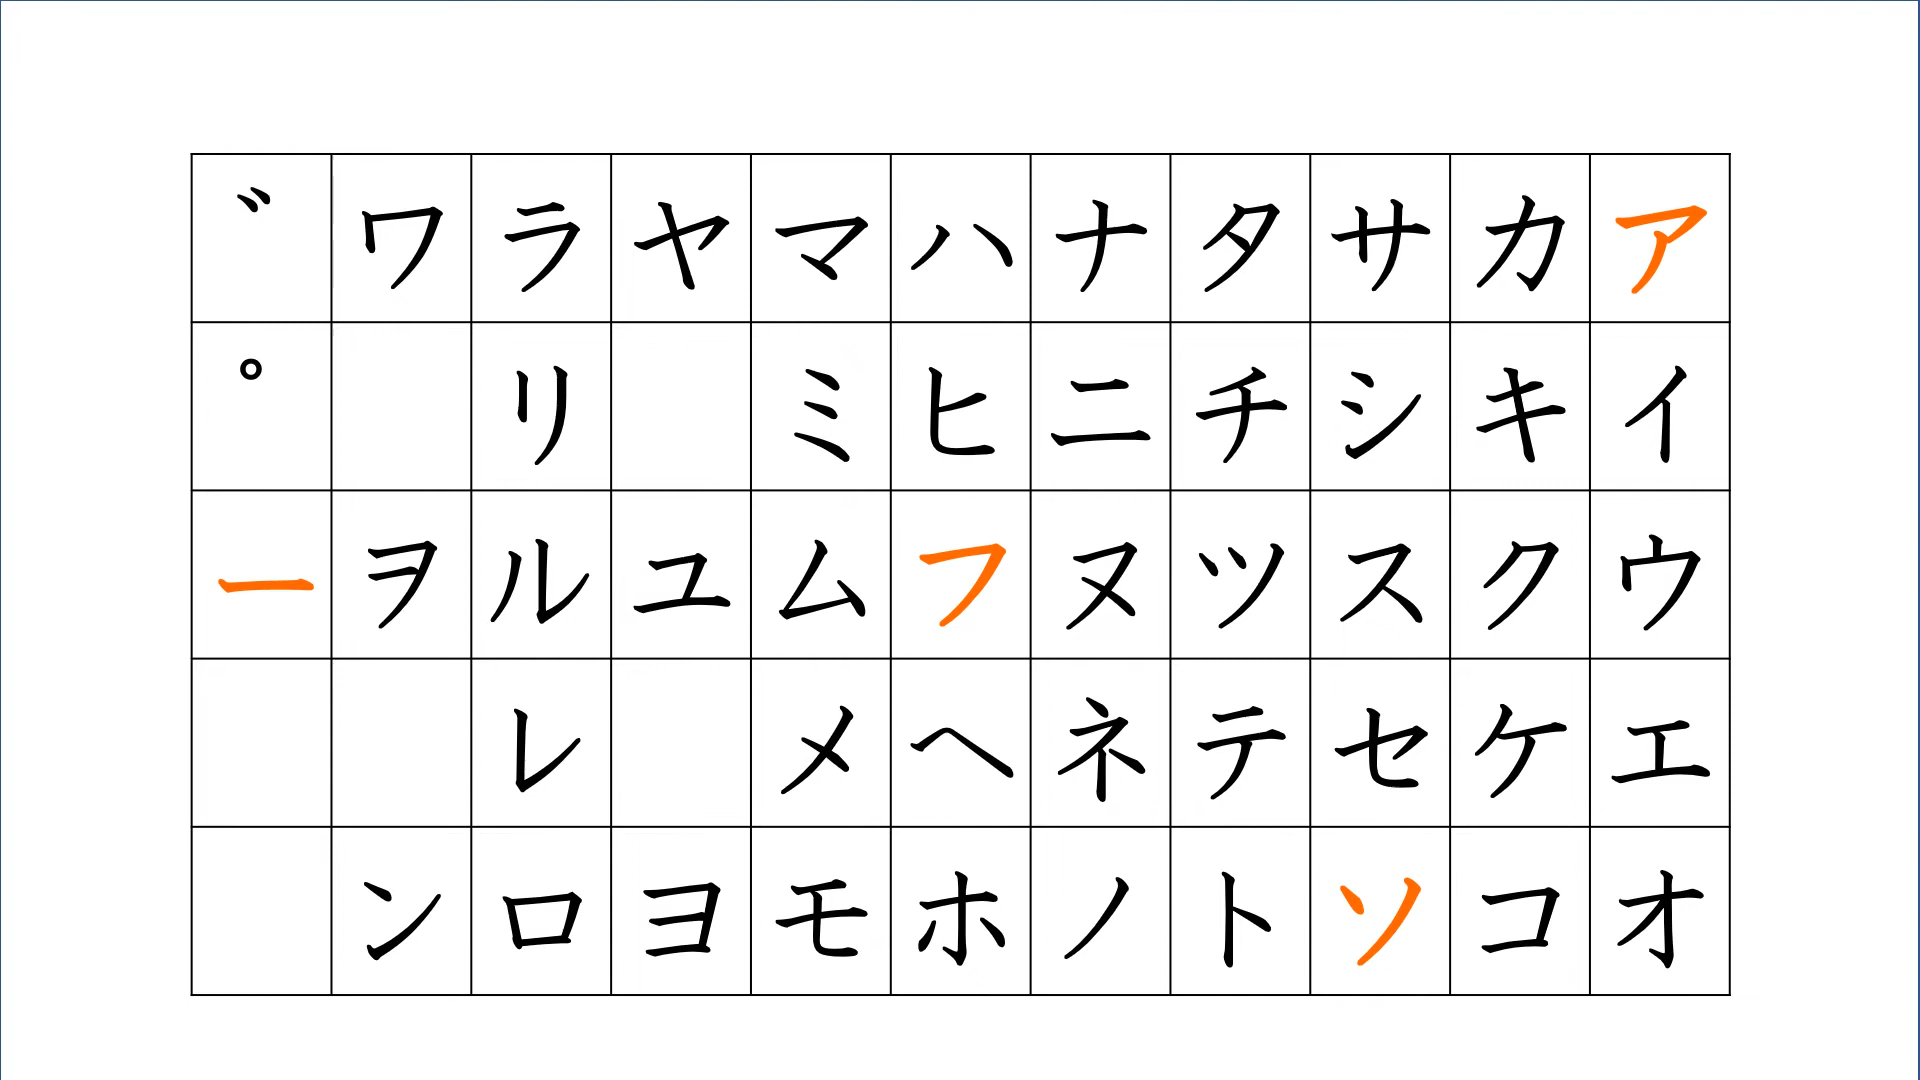 ゛ ワ ラ ヤ マ ハ ナ タ サ カ ア
゜ リ ミ ヒ ニ チ シ キ イ
ー ヲ ル ユ ム フ ヌ ツ ス ク ウ
レ メ ヘ ネ テ セ ケ エ
ン ロ ヨ モ ホ ノ ト ソ コ オ